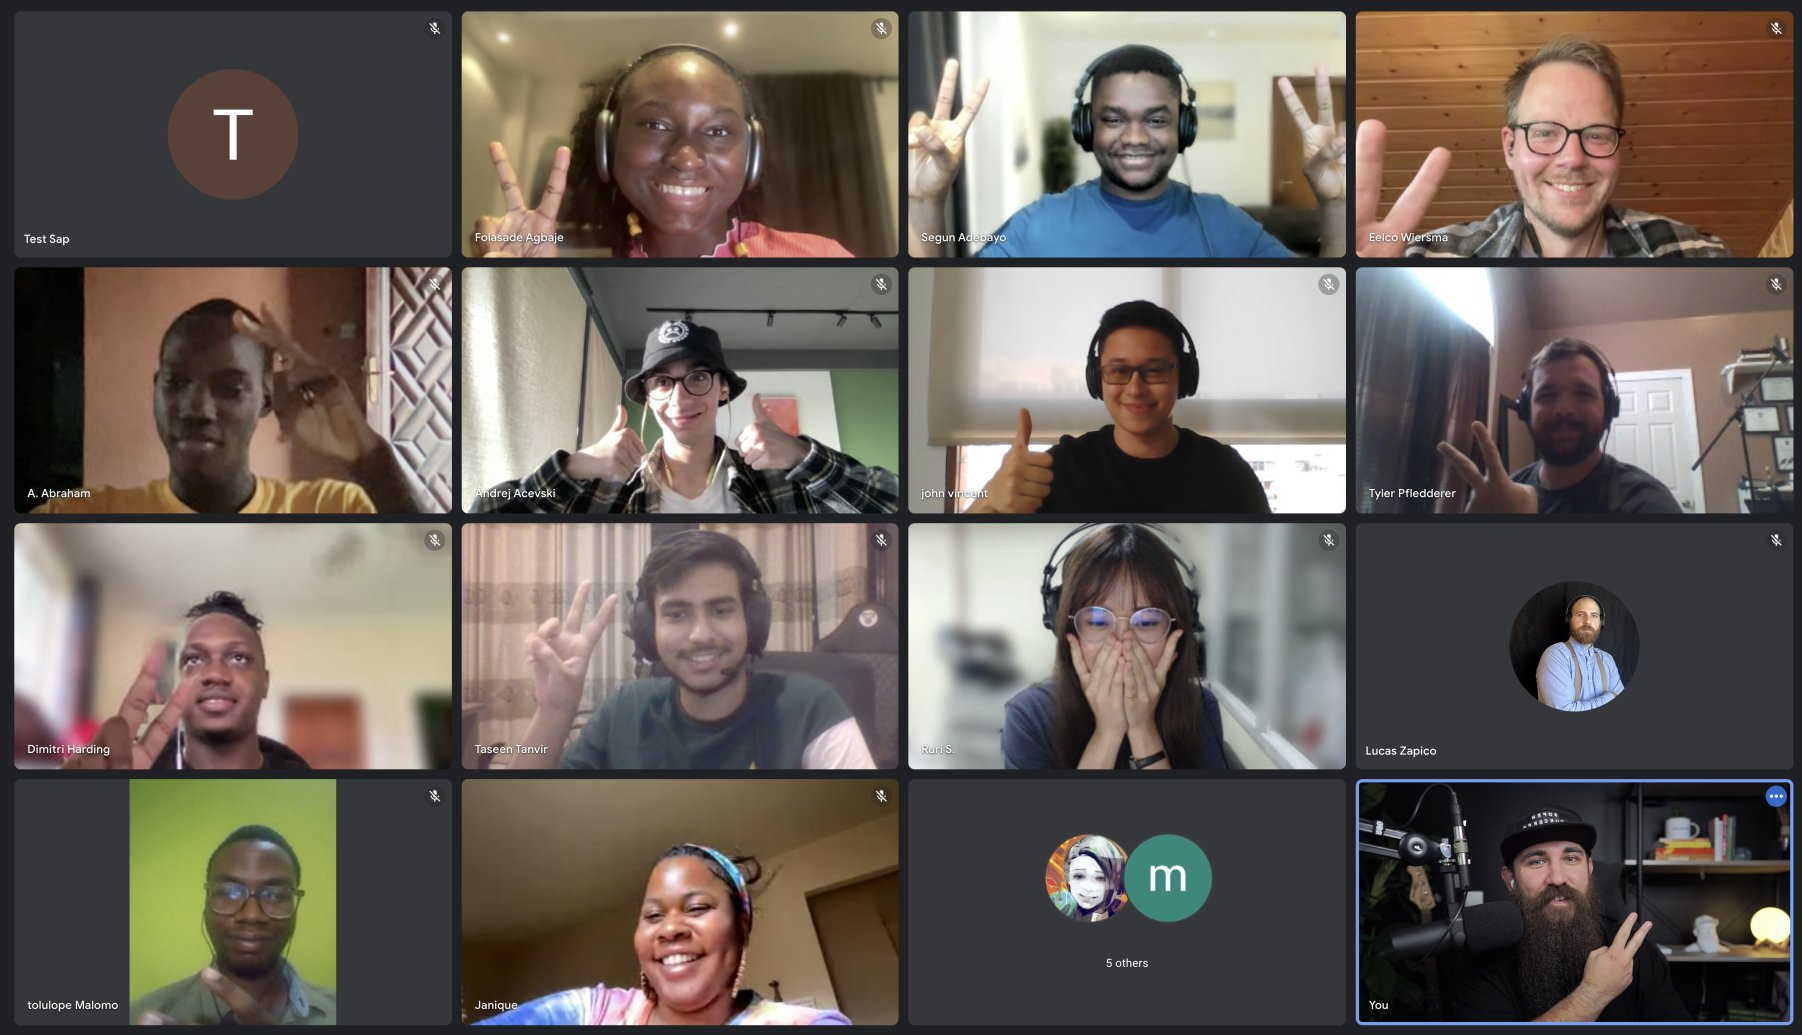 T
Test Sap
Folasade Agbaje
Segun Adebayo
Eelco Wiersma
A. Abraham
Andrej Acevski
john vincent
Tyler Pfledderer
Dimitri Harding
Taseen Tanvir
Ruri S.
Lucas Zapico
tolulope Malomo
Janique
m
5 others
You